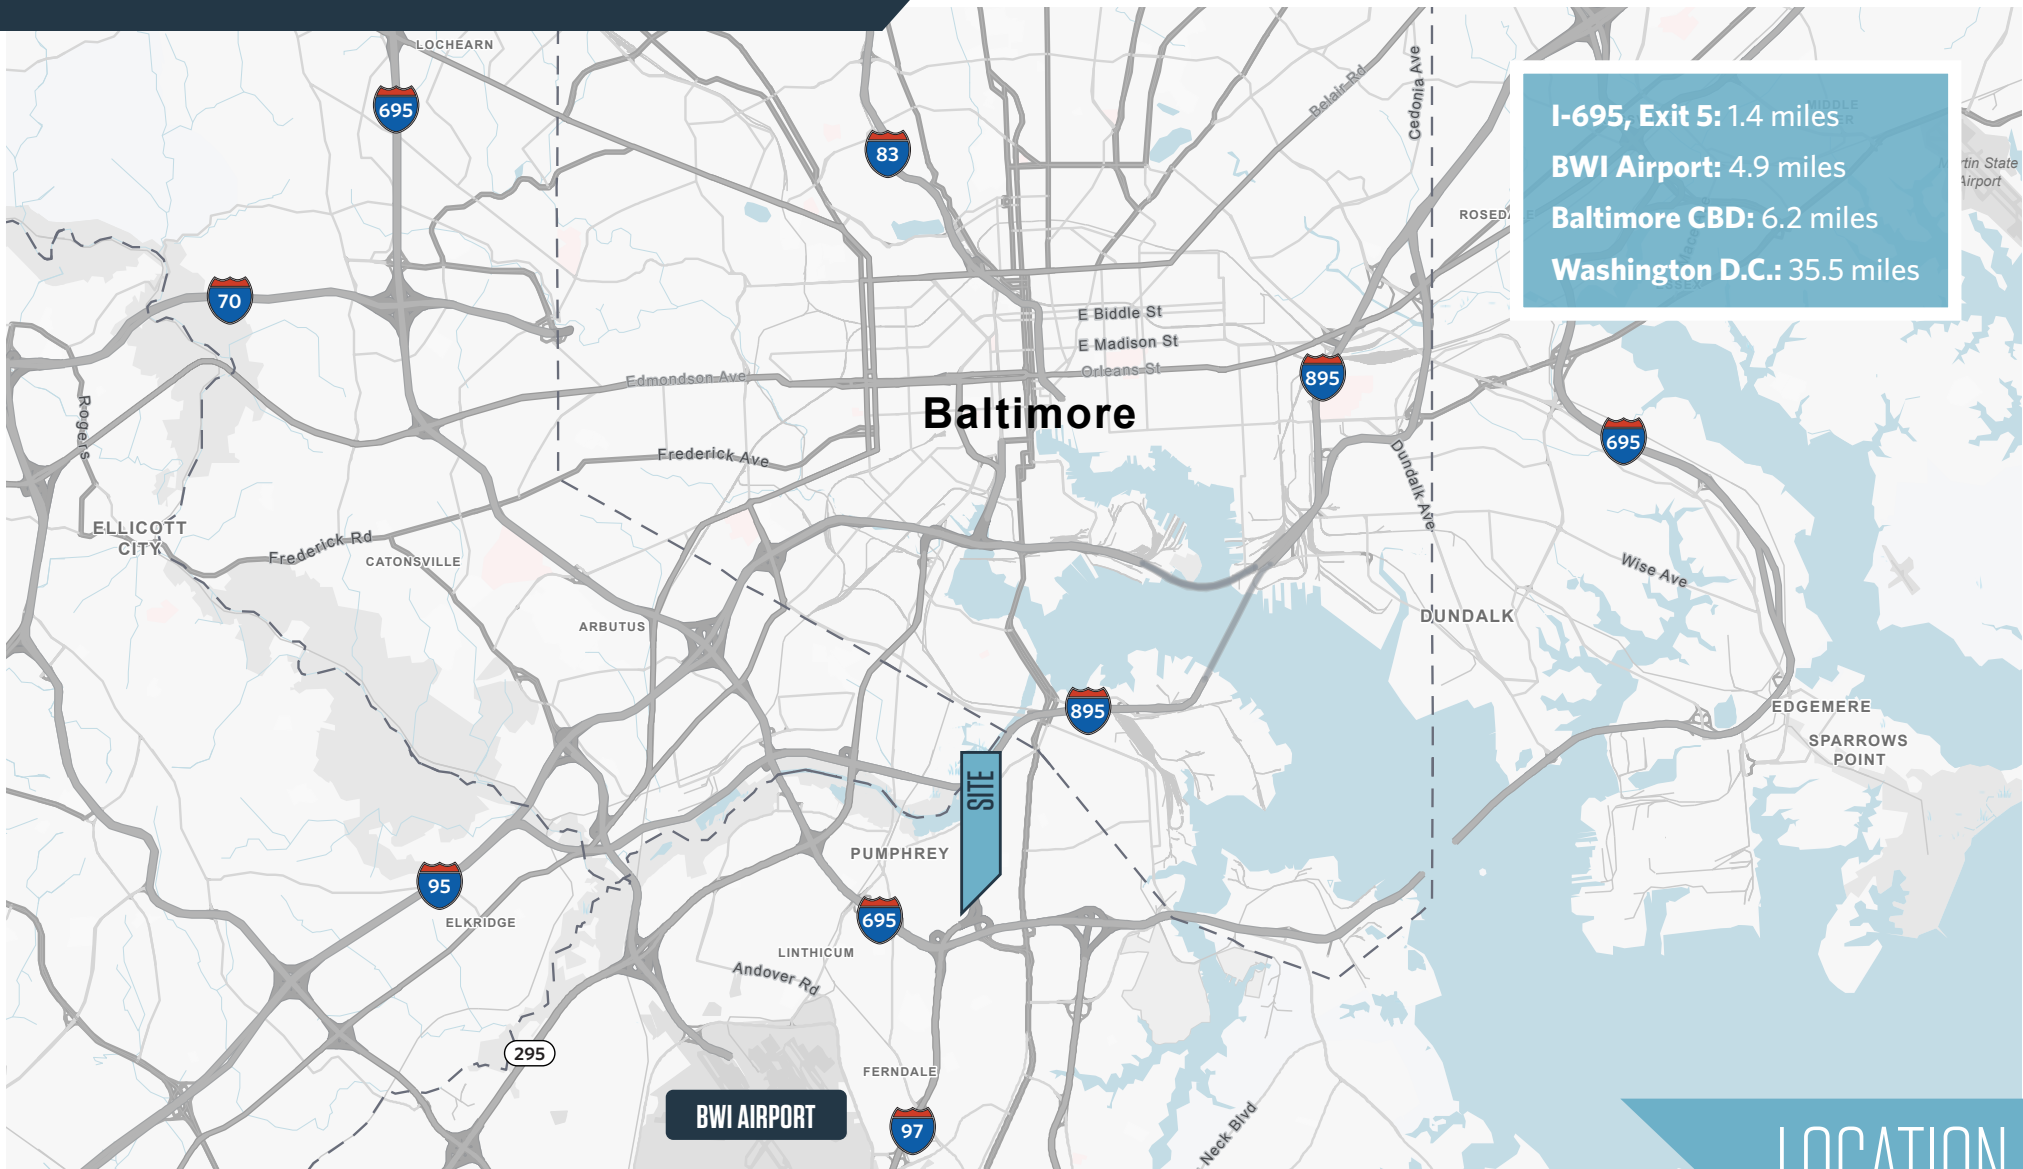 LOCHEARN
695
83
Belair Rd
Cedonia Ave
I-695, Exit 5: 1.4 miles
BWI Airport: 4.9 miles
Baltimore CBD: 6.2 miles
Washington D.C.: 35.5 miles
tin State
Airport
70
E Biddle St
E Madison St
Orleans St
Edmondson Ave
895
Baltimore
Rogers
Frederick Ave
695
Dundalk Ave
ELLICOTT
CITY
Frederick Rd
CATONSVILLE
Wise Ave
ARBUTUS
DUNDALK
895
EDGEMERE
SPARROWS
POINT
SITE
PUMPHREY
95
ELKRIDGE
695
LINTHICUM
Andover Rd
295
FERNDALE
BWI AIRPORT
97
Neck Blvd
LOCATION